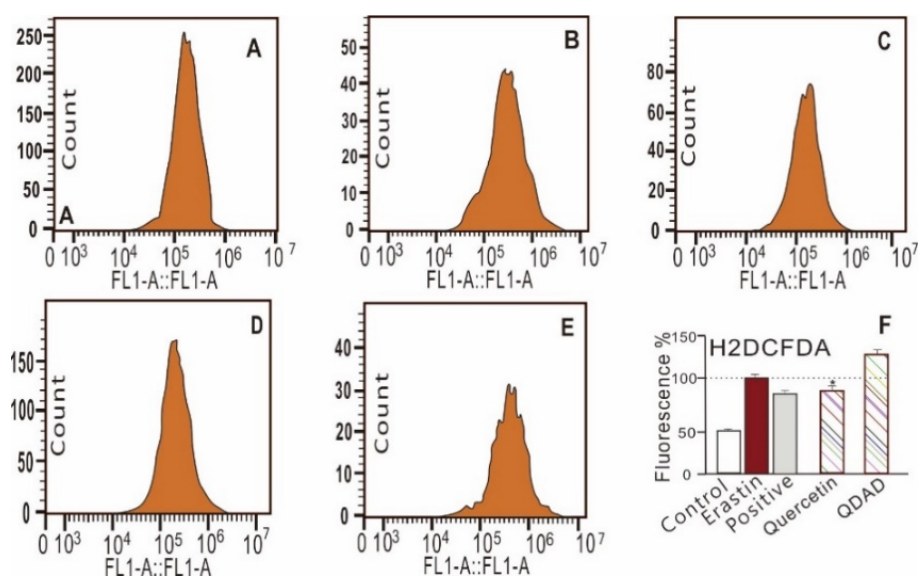 A
250
200
150
100
50
0
Count
A
0 10³ 10⁴ 10⁵ 10⁶ 10⁷
FL1-A::FL1-A
B
50
40
30
20
10
0
Count
0 10³ 10⁴ 10⁵ 10⁶ 10⁷
FL1-A::FL1-A
C
80
60
40
20
0
Count
0 10³ 10⁴ 10⁵ 10⁶ 10⁷
FL1-A::FL1-A
D
150
100
50
0
Count
0 10³ 10⁴ 10⁵ 10⁶ 10⁷
FL1-A::FL1-A
E
40
30
20
10
0
Count
0 10³ 10⁴ 10⁵ 10⁶ 10⁷
FL1-A::FL1-A
F
H2DCFDA
150
100
50
0
Fluorescence %
*
Control
Erastin
Positive
Quercetin
QDAD